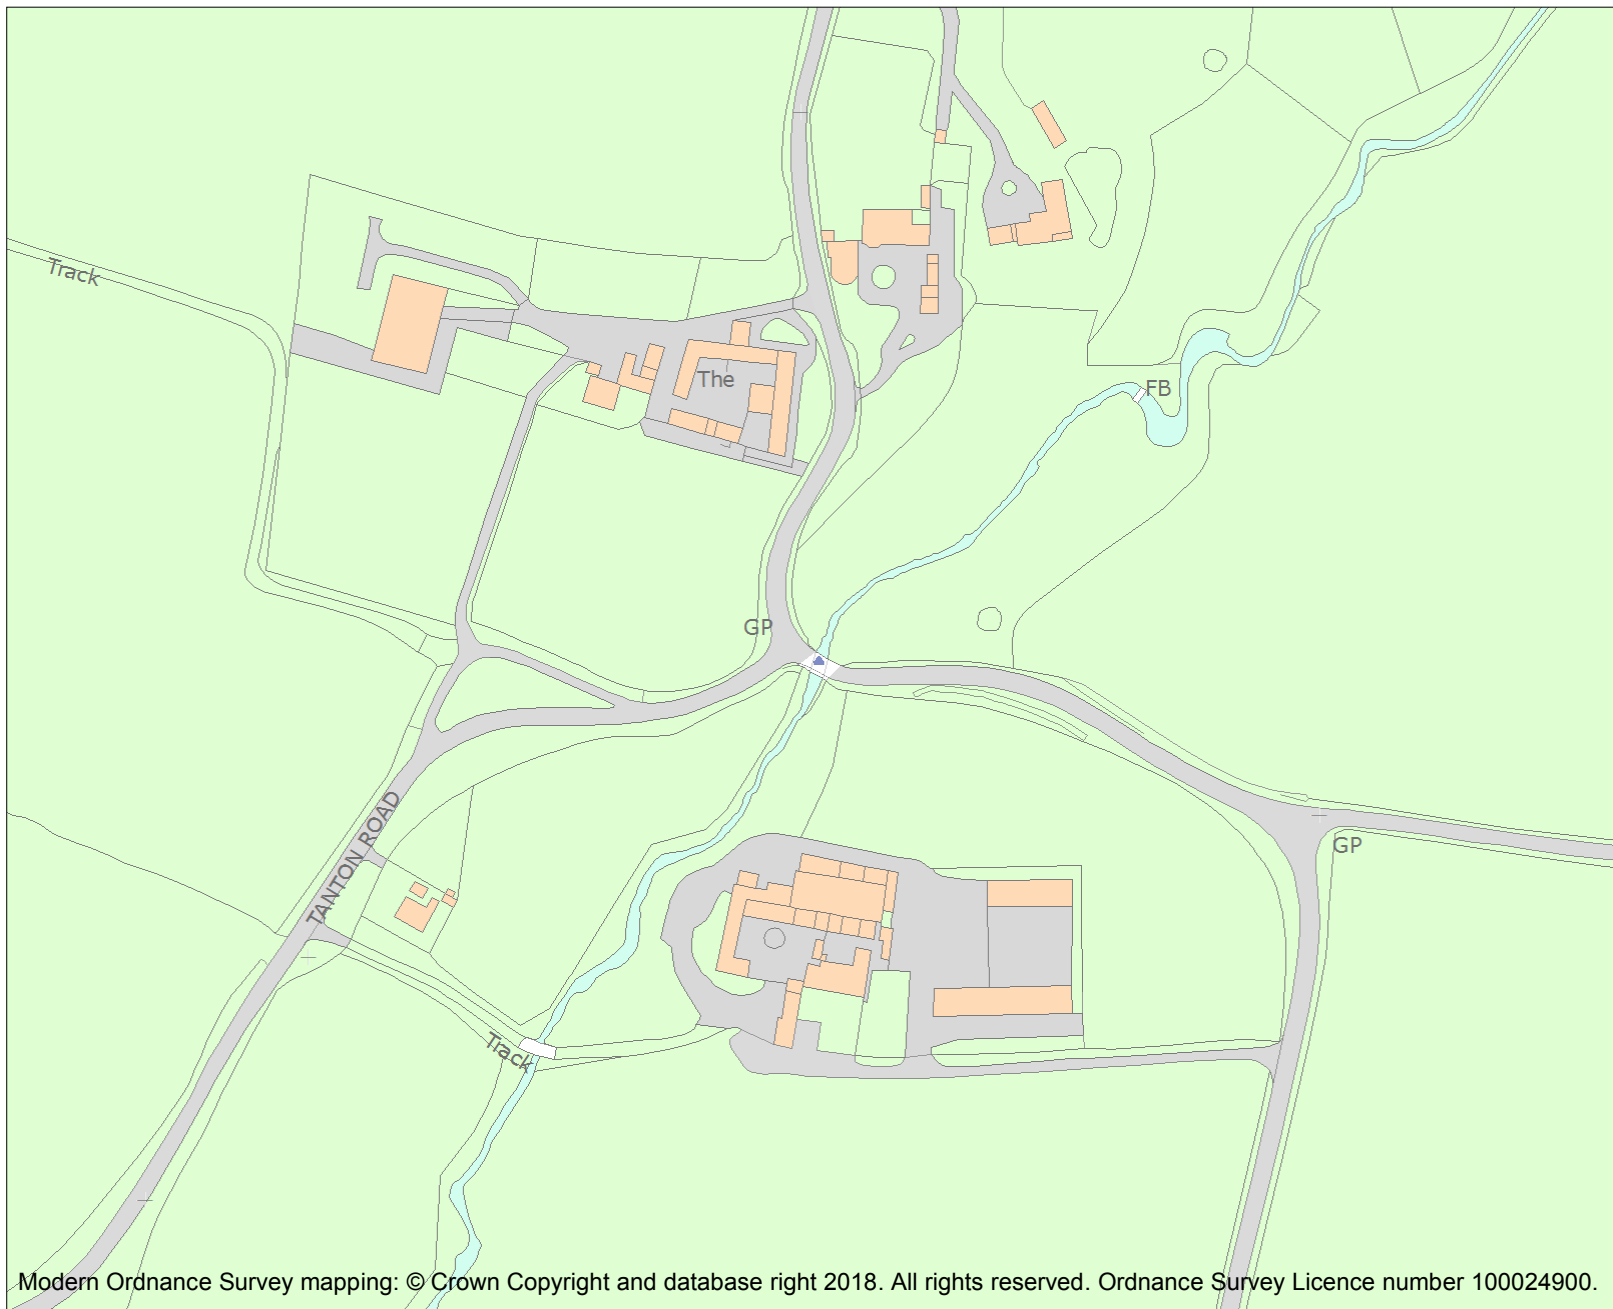 Track
The
FB
GP
TANTON ROAD
GP
Track
Modern Ordnance Survey mapping: © Crown Copyright and database right 2018. All rights reserved. Ordnance Survey Licence number 100024900.